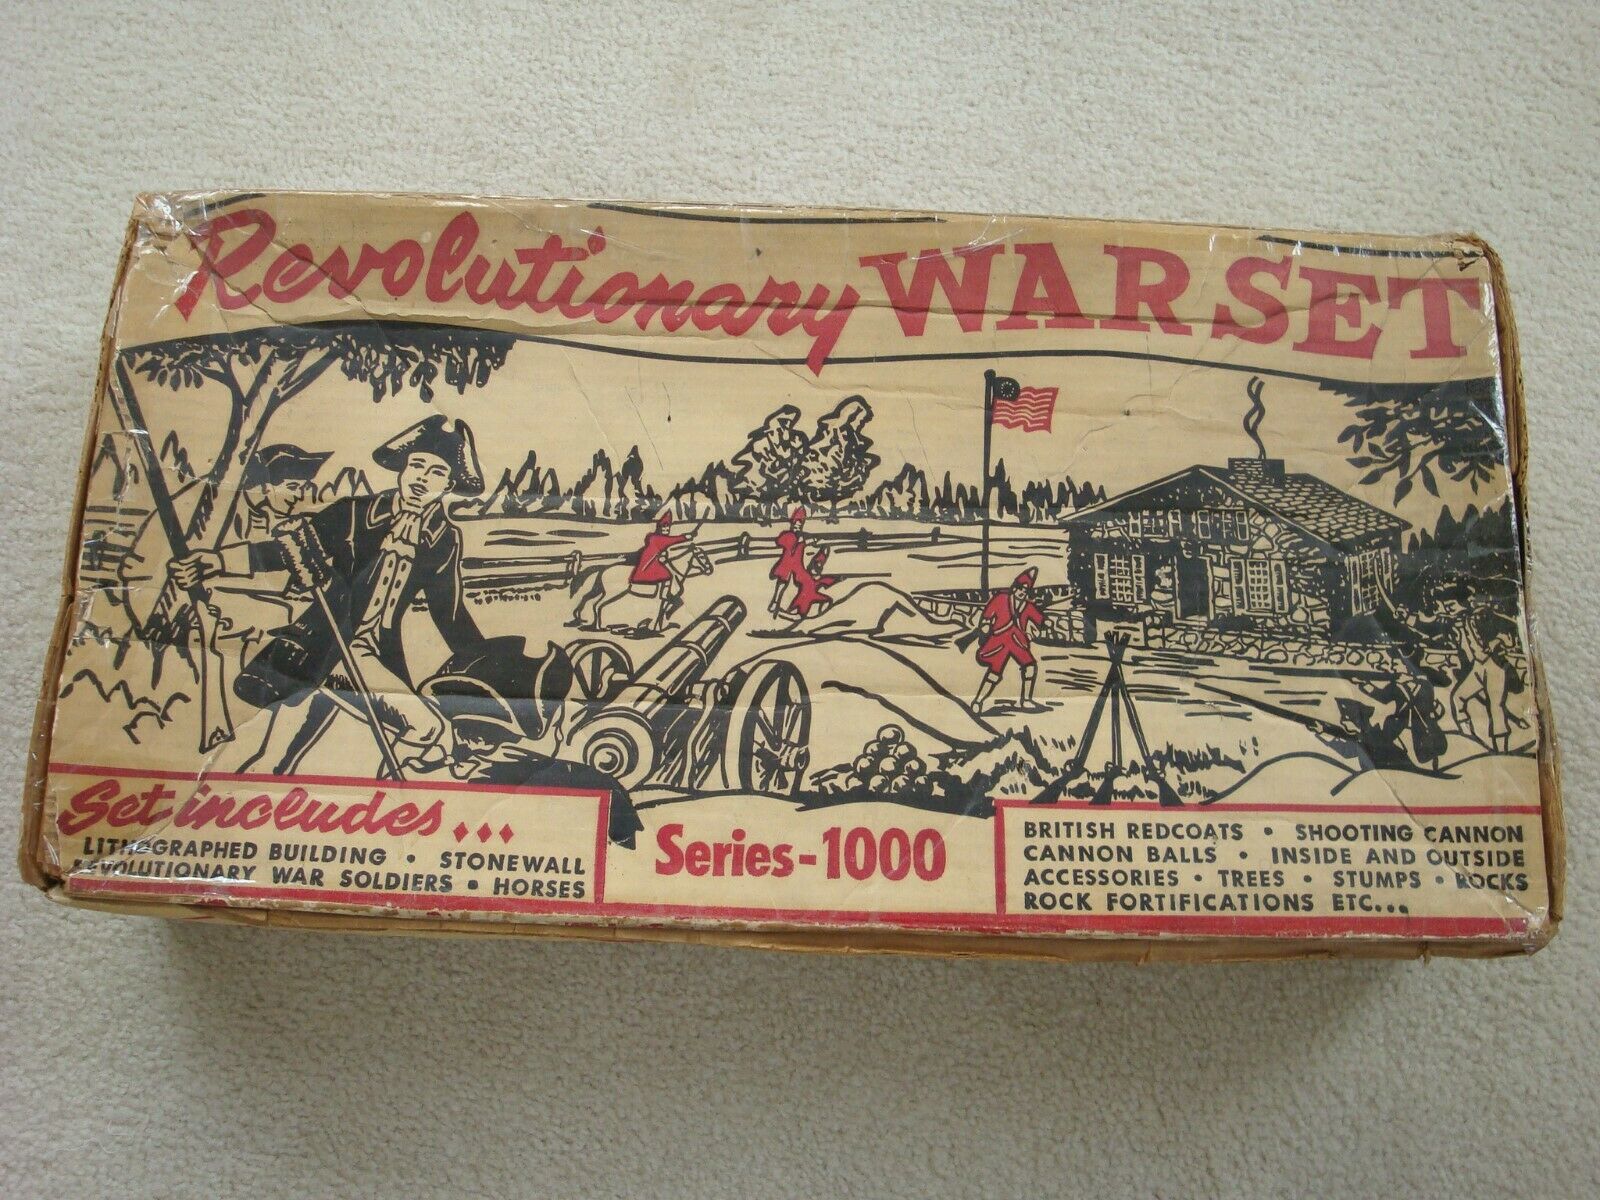 Revolutionary WAR SET
Set includes...
LITHOGRAPHED BUILDING • STONEWALL
REVOLUTIONARY WAR SOLDIERS • HORSES
Series-1000
BRITISH REDCOATS • SHOOTING CANNON
CANNON BALLS • INSIDE AND OUTSIDE
ACCESSORIES • TREES • STUMPS • ROCKS
ROCK FORTIFICATIONS ETC...